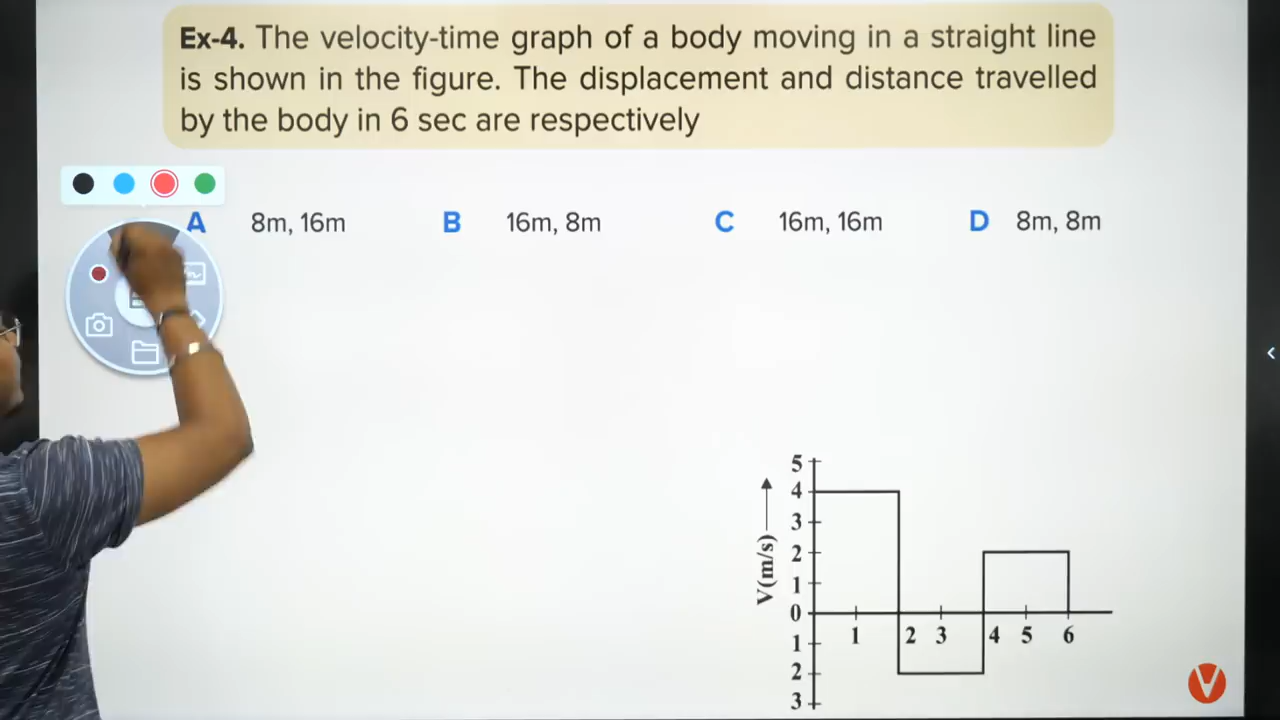 Ex-4. The velocity-time graph of a body moving in a straight line
is shown in the figure. The displacement and distance travelled
by the body in 6 sec are respectively
A 8m, 16m B 16m, 8m C 16m, 16m D 8m, 8m
5
4
3
2
1
0
1
2
3
V(m/s)
1 2 3 4 5 6